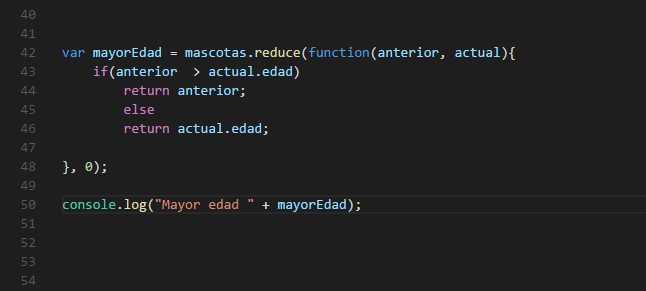 40
41
42 var mayorEdad = mascotas.reduce(function(anterior, actual){
43 if(anterior  > actual.edad)
44 return anterior;
45 else
46 return actual.edad;
47
48 }, 0);
49
50 console.log("Mayor edad " + mayorEdad);
51
52
53
54